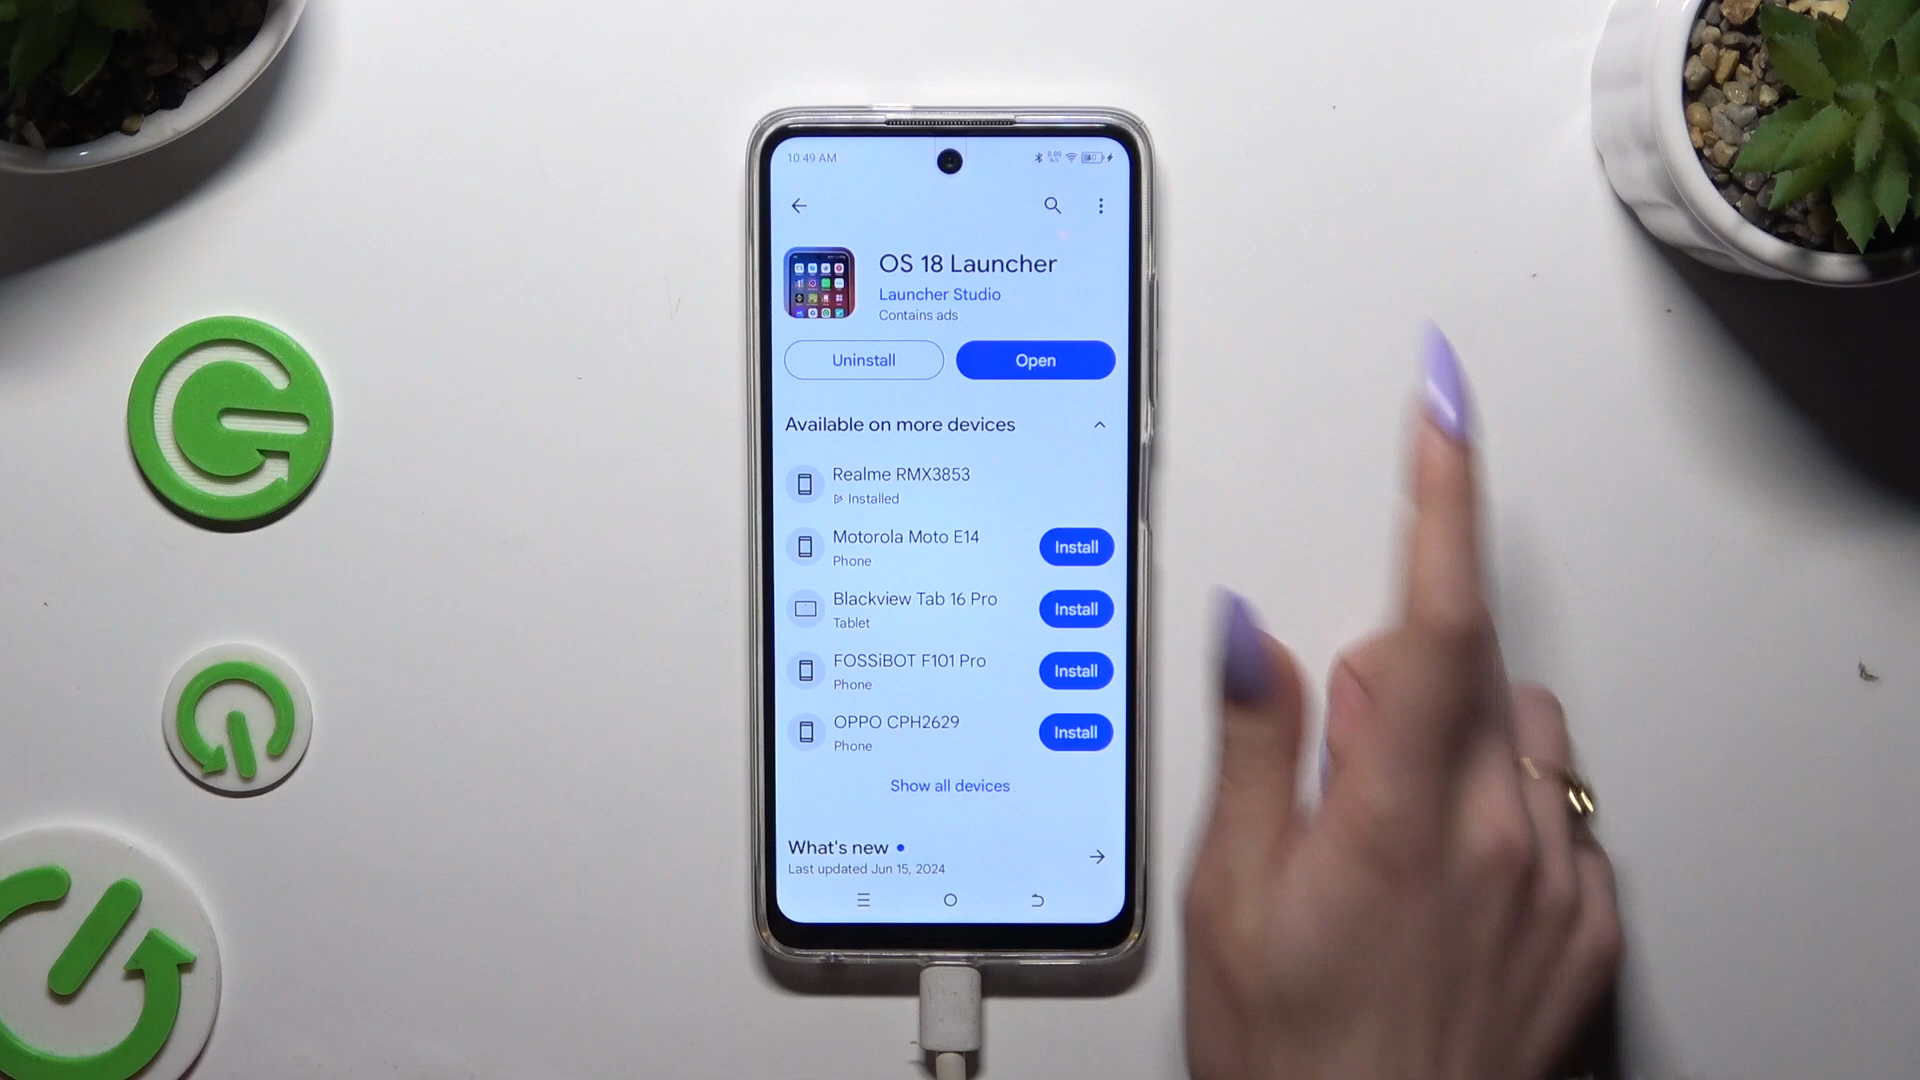 10:49 AM
OS 18 Launcher
Launcher Studio
Contains ads
Uninstall
Open
Available on more devices
Realme RMX3853
Installed
Motorola Moto E14
Phone
Install
Blackview Tab 16 Pro
Tablet
Install
FOSSiBOT F101 Pro
Phone
Install
OPPO CPH2629
Phone
Install
Show all devices
What's new
Last updated Jun 15, 2024